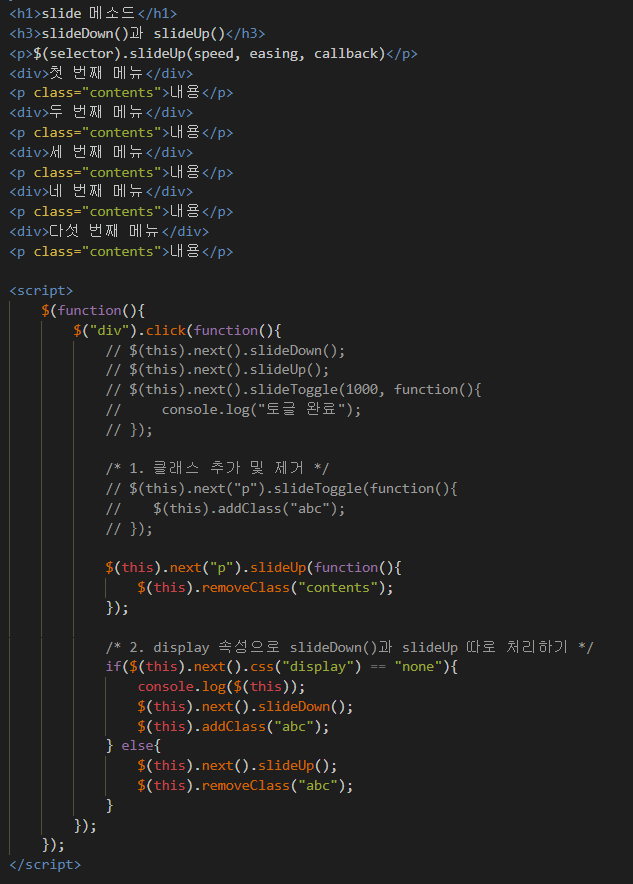 <h1>slide 메소드</h1>
<h3>slideDown()과 slideUp()</h3>
<p>$(selector).slideUp(speed, easing, callback)</p>
<div>첫 번째 메뉴</div>
<p class="contents">내용</p>
<div>두 번째 메뉴</div>
<p class="contents">내용</p>
<div>세 번째 메뉴</div>
<p class="contents">내용</p>
<div>네 번째 메뉴</div>
<p class="contents">내용</p>
<div>다섯 번째 메뉴</div>
<p class="contents">내용</p>

<script>
    $(function(){
        $("div").click(function(){
            // $(this).next().slideDown();
            // $(this).next().slideUp();
            // $(this).next().slideToggle(1000, function(){
            //     console.log("토글 완료");
            // });

            /* 1. 클래스 추가 및 제거 */
            // $(this).next("p").slideToggle(function(){
            //    $(this).addClass("abc");
            // });

            $(this).next("p").slideUp(function(){
                $(this).removeClass("contents");
            });

            /* 2. display 속성으로 slideDown()과 slideUp 따로 처리하기 */
            if($(this).next().css("display") == "none"){
                console.log($(this));
                $(this).next().slideDown();
                $(this).addClass("abc");
            } else{
                $(this).next().slideUp();
                $(this).removeClass("abc");
            }
        });
    });
</script>